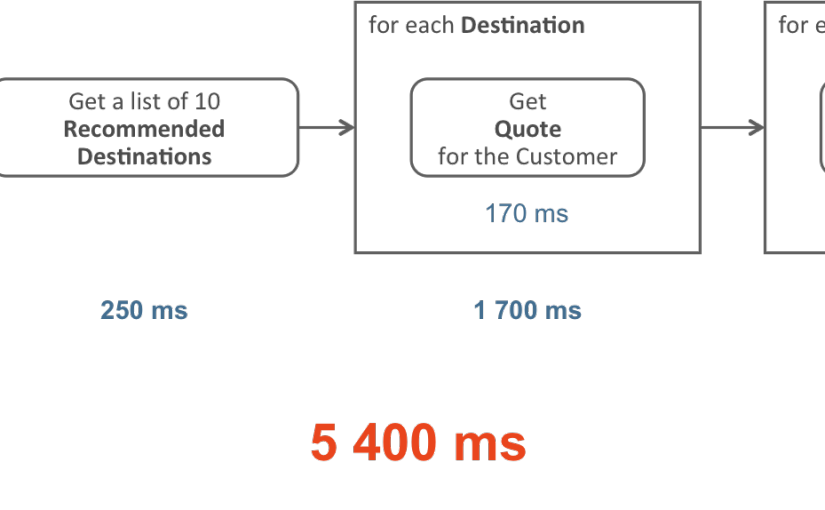 for each Destination
for e
Get a list of 10
Recommended
Destinations
Get
Quote
for the Customer
170 ms
250 ms
1 700 ms
5 400 ms